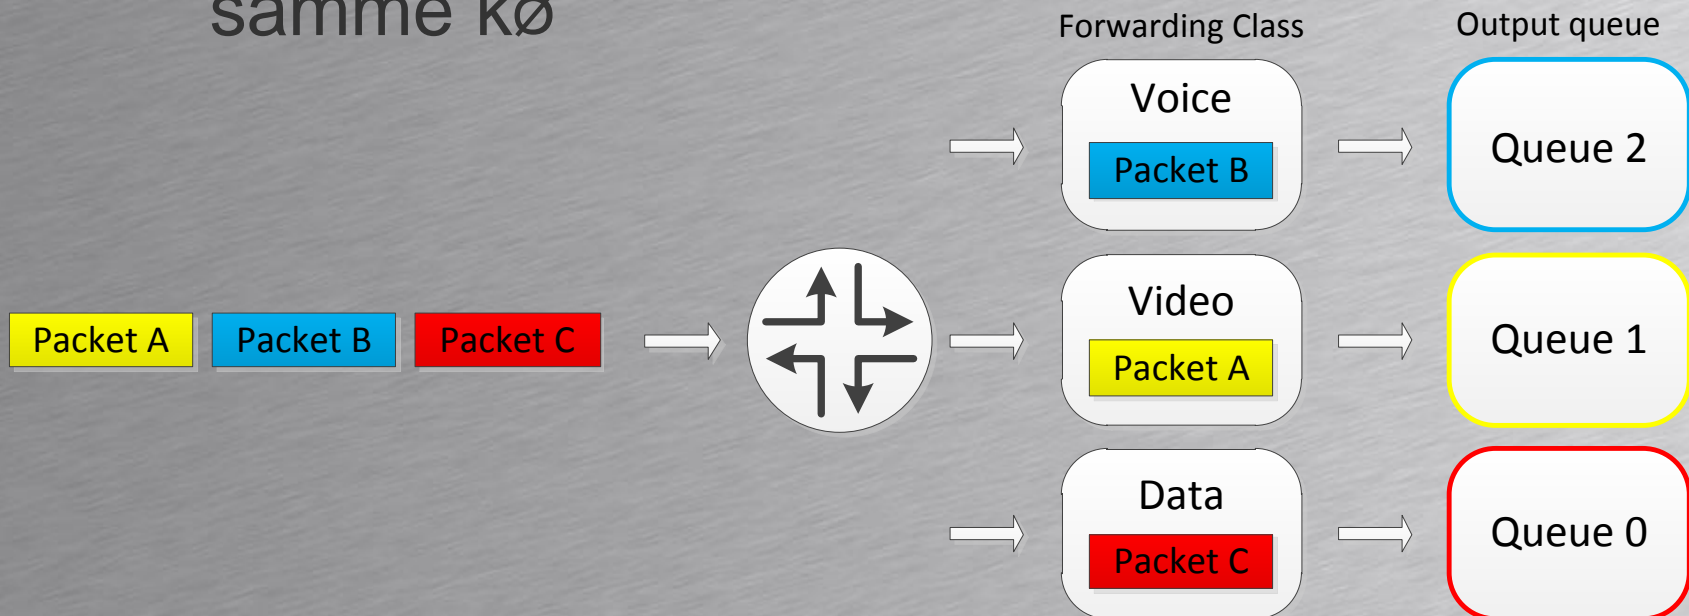 samme kø
Forwarding Class
Output queue
Voice
Packet B
Queue 2
Packet A
Packet B
Packet C
Video
Packet A
Queue 1
Data
Packet C
Queue 0